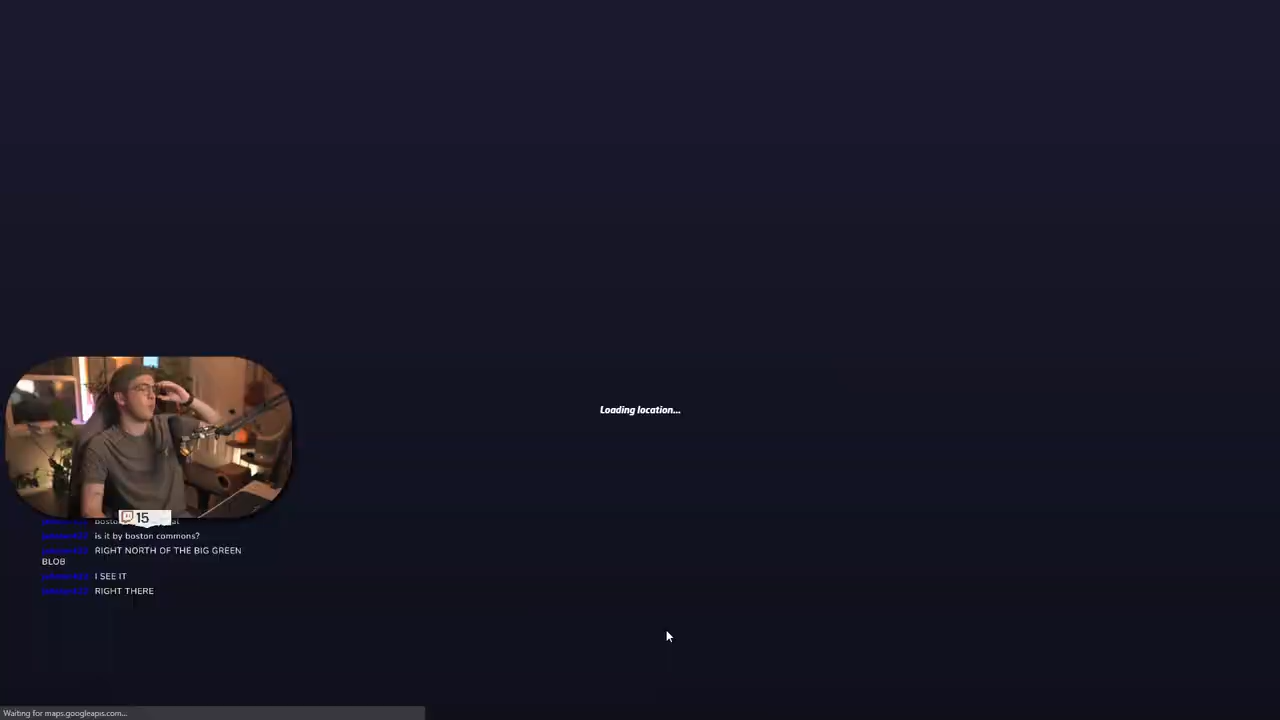 Loading location...
15
is it by boston commons?
RIGHT NORTH OF THE BIG GREEN
BLOB
I SEE IT
RIGHT THERE
Waiting for maps.googleapis.com...